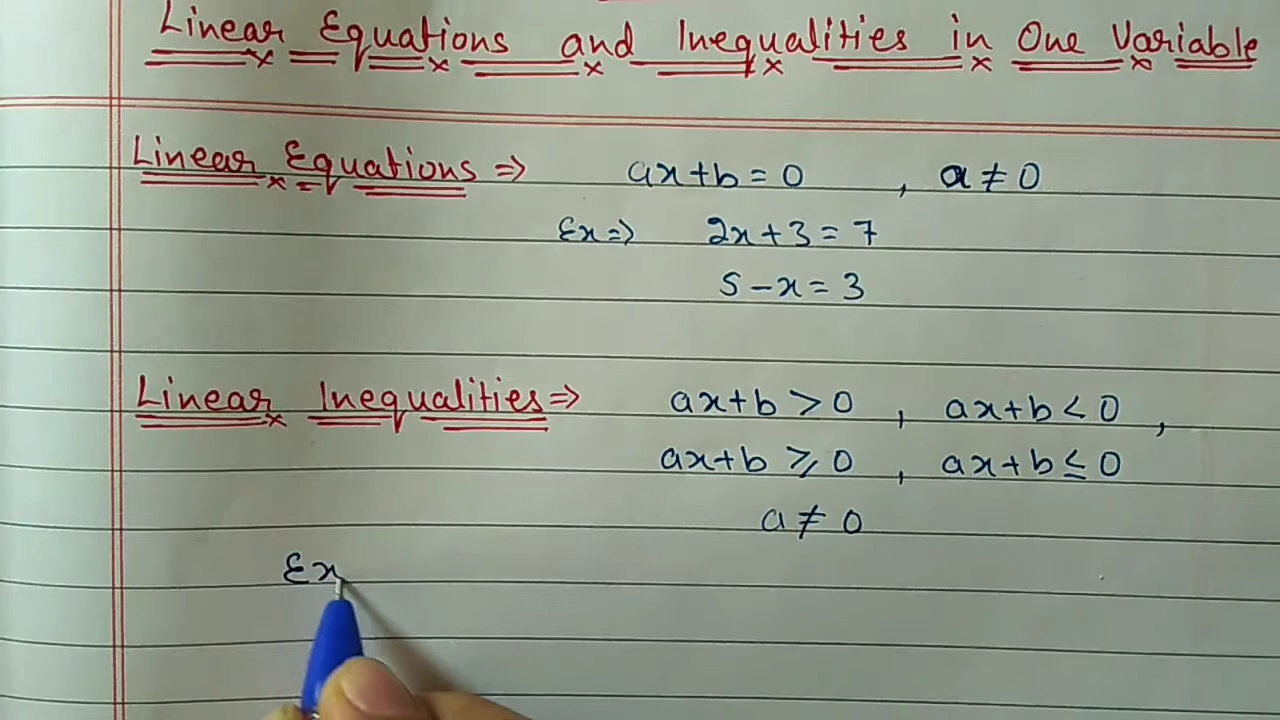 Linear Equations and Inequalities in One Variable
Linear Equations ⇒ ax+b=0 , a≠0
Ex⇒ 2x+3=7
5-x=3
Linear Inequalities⇒ ax+b>0 , ax+b<0 ,
ax+b⩾0 , ax+b≤0
a≠0
Ex